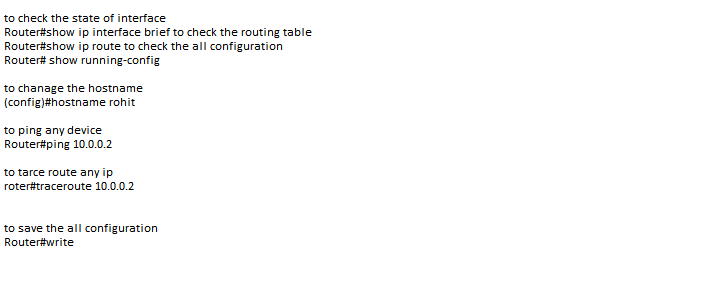 to check the state of interface
Router#show ip interface brief to check the routing table
Router#show ip route to check the all configuration
Router# show running-config
to chanage the hostname
(config)#hostname rohit
to ping any device
Router#ping 10.0.0.2
to tarce route any ip
roter#traceroute 10.0.0.2
to save the all configuration
Router#write